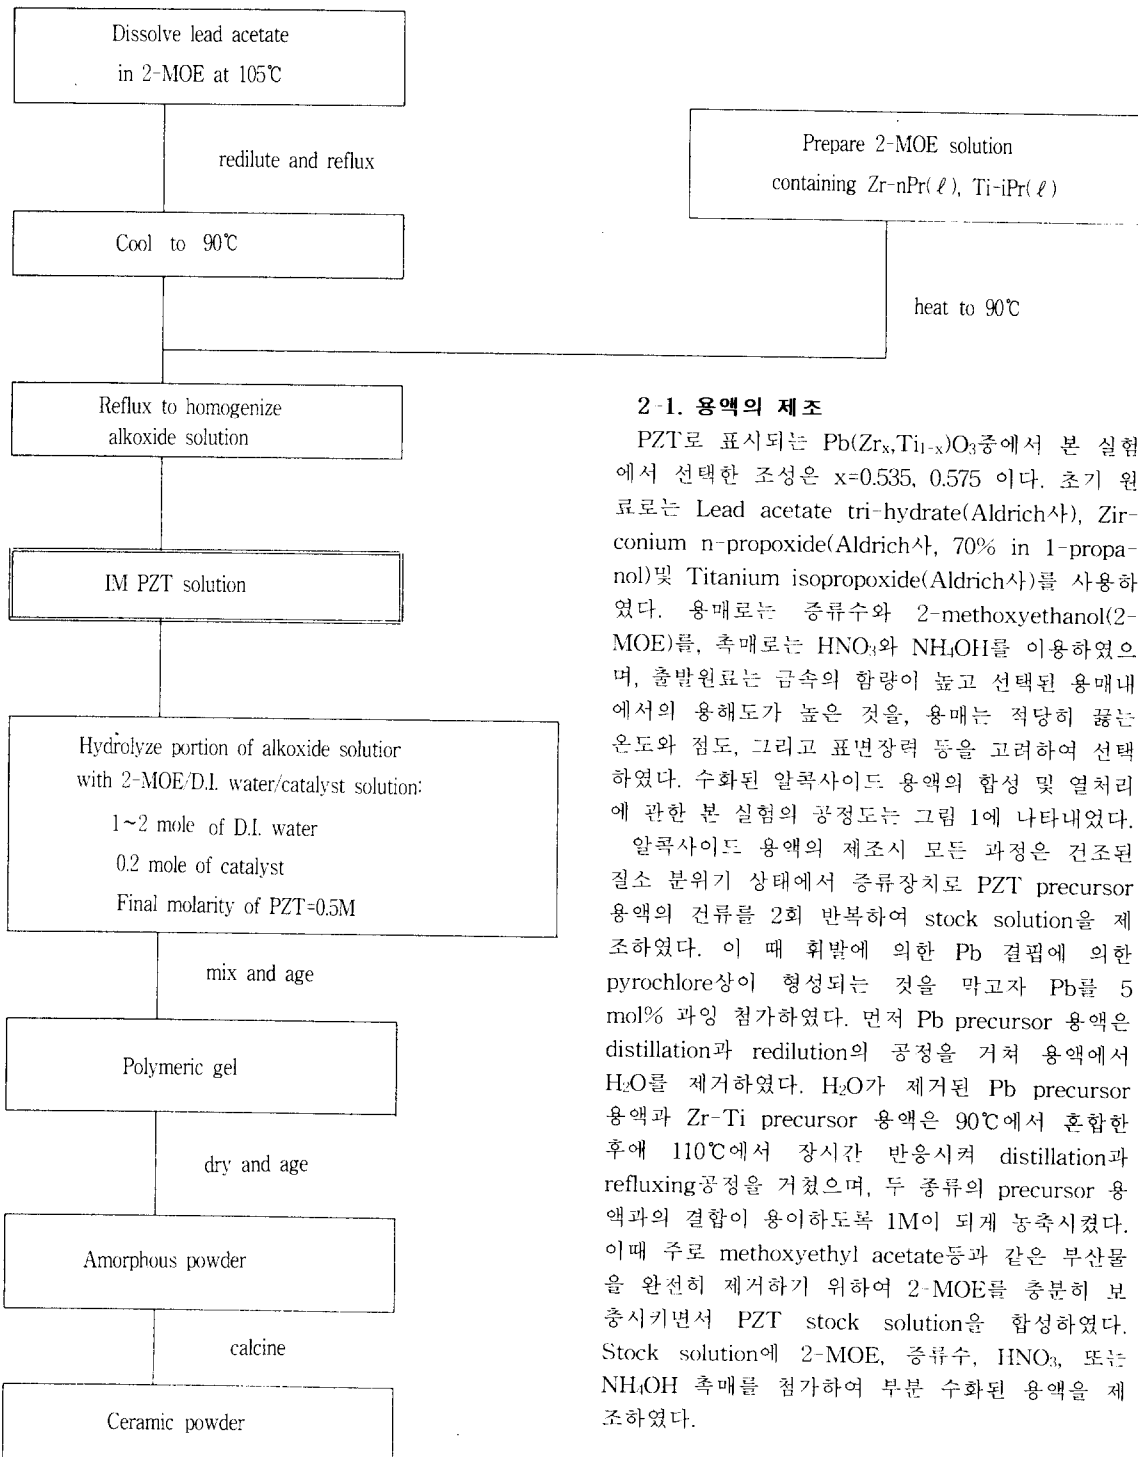 Dissolve lead acetate
in 2-MOE at 105℃
redilute and reflux
Cool to 90℃
Prepare 2-MOE solution
containing Zr-nPr(ℓ), Ti-iPr(ℓ)
heat to 90℃
Reflux to homogenize
alkoxide solution
IM PZT solution
Hydrolyze portion of alkoxide solutior
with 2-MOE/D.I. water/catalyst solution:
1~2 mole of D.I. water
0.2 mole of catalyst
Final molarity of PZT=0.5M
mix and age
Polymeric gel
dry and age
Amorphous powder
calcine
Ceramic powder
2-1. 용액의 제조
PZT로 표시되는 Pb(Zrₓ,Ti₁₋ₓ)O₃중에서 본 실험
에서 선택한 조성은 x=0.535, 0.575 이다. 초기 원
료로는 Lead acetate tri-hydrate(Aldrich사), Zir-
conium n-propoxide(Aldrich사, 70% in 1-propa-
nol)및 Titanium isopropoxide(Aldrich사)를 사용하
였다. 용매로는 증류수와 2-methoxyethanol(2-
MOE)를, 촉매로는 HNO₃와 NH₄OH를 이용하였으
며, 출발원료는 금속의 함량이 높고 선택된 용매내
에서의 용해도가 높은 것을, 용매는 적당히 끓는
온도와 점도, 그리고 표면장력 등을 고려하여 선택
하였다. 수화된 알콕사이드 용액의 합성 및 열처리
에 관한 본 실험의 공정도는 그림 1에 나타내었다.
알콕사이드 용액의 제조시 모든 과정은 건조된
질소 분위기 상태에서 증류장치로 PZT precursor
용액의 건류를 2회 반복하여 stock solution을 제
조하였다. 이 때 휘발에 의한 Pb 결핍에 의한
pyrochlore상이 형성되는 것을 막고자 Pb를 5
mol% 과잉 첨가하였다. 먼저 Pb precursor 용액은
distillation과 redilution의 공정을 거쳐 용액에서
H₂O를 제거하였다. H₂O가 제거된 Pb precursor
용액과 Zr-Ti precursor 용액은 90℃에서 혼합한
후에 110℃에서 장시간 반응시켜 distillation과
refluxing공정을 거쳤으며, 두 종류의 precursor 용
액과의 결합이 용이하도록 1M이 되게 농축시켰다.
이때 주로 methoxyethyl acetate등과 같은 부산물
을 완전히 제거하기 위하여 2-MOE를 충분히 보
충시키면서 PZT stock solution을 합성하였다.
Stock solution에 2-MOE, 증류수, HNO₃, 또는
NH₄OH 촉매를 첨가하여 부분 수화된 용액을 제
조하였다.